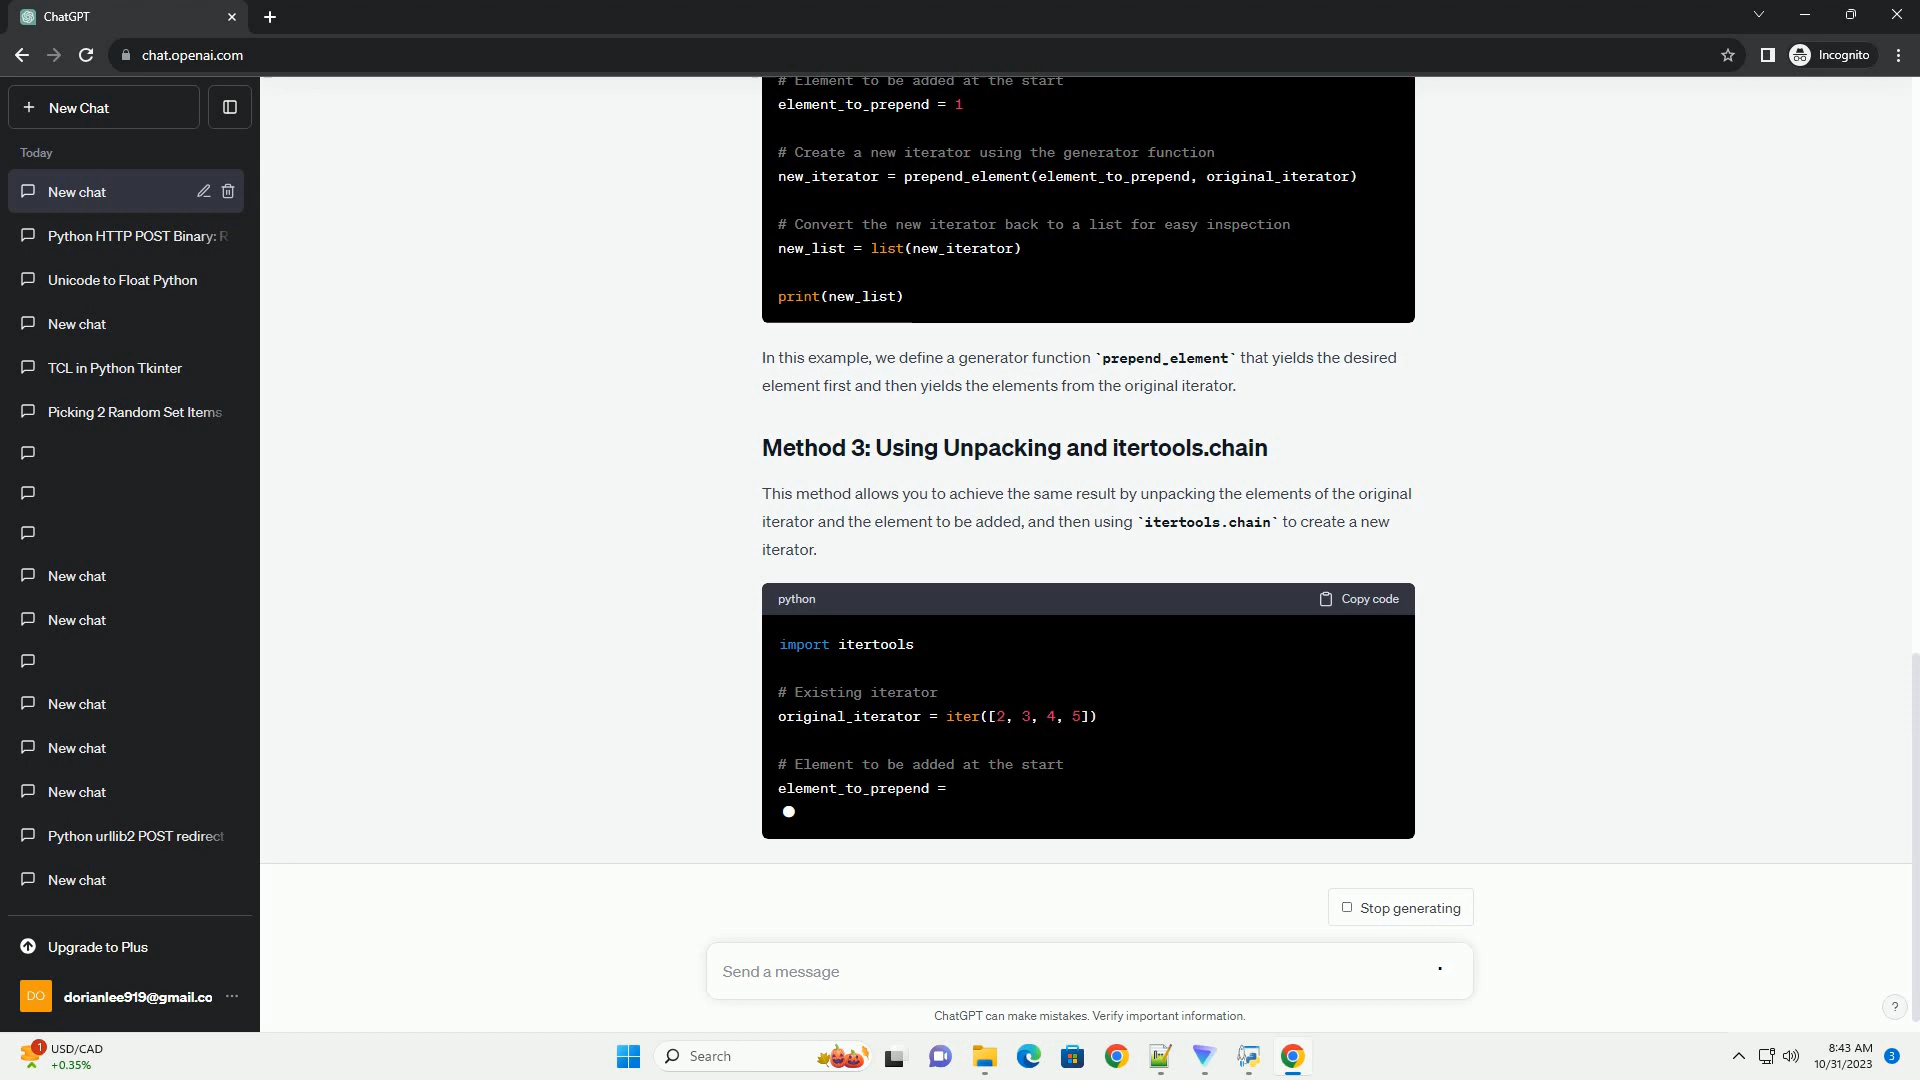 ChatGPT
chat.openai.com
Incognito
New Chat
Today
New chat
Python HTTP POST Binary: R
Unicode to Float Python
New chat
TCL in Python Tkinter
Picking 2 Random Set Items
New chat
New chat
New chat
New chat
New chat
Python urllib2 POST redirect
New chat
Upgrade to Plus
DO dorianlee919@gmail.co
# Element to be added at the start
element_to_prepend = 1
# Create a new iterator using the generator function
new_iterator = prepend_element(element_to_prepend, original_iterator)
# Convert the new iterator back to a list for easy inspection
new_list = list(new_iterator)
print(new_list)
In this example, we define a generator function `prepend_element` that yields the desired
element first and then yields the elements from the original iterator.
Method 3: Using Unpacking and itertools.chain
This method allows you to achieve the same result by unpacking the elements of the original
iterator and the element to be added, and then using `itertools.chain` to create a new
iterator.
python Copy code
import itertools
# Existing iterator
original_iterator = iter([2, 3, 4, 5])
# Element to be added at the start
element_to_prepend =
Stop generating
Send a message
ChatGPT can make mistakes. Verify important information.
?
1 USD/CAD
+0.35%
Search
8:43 AM
10/31/2023
3